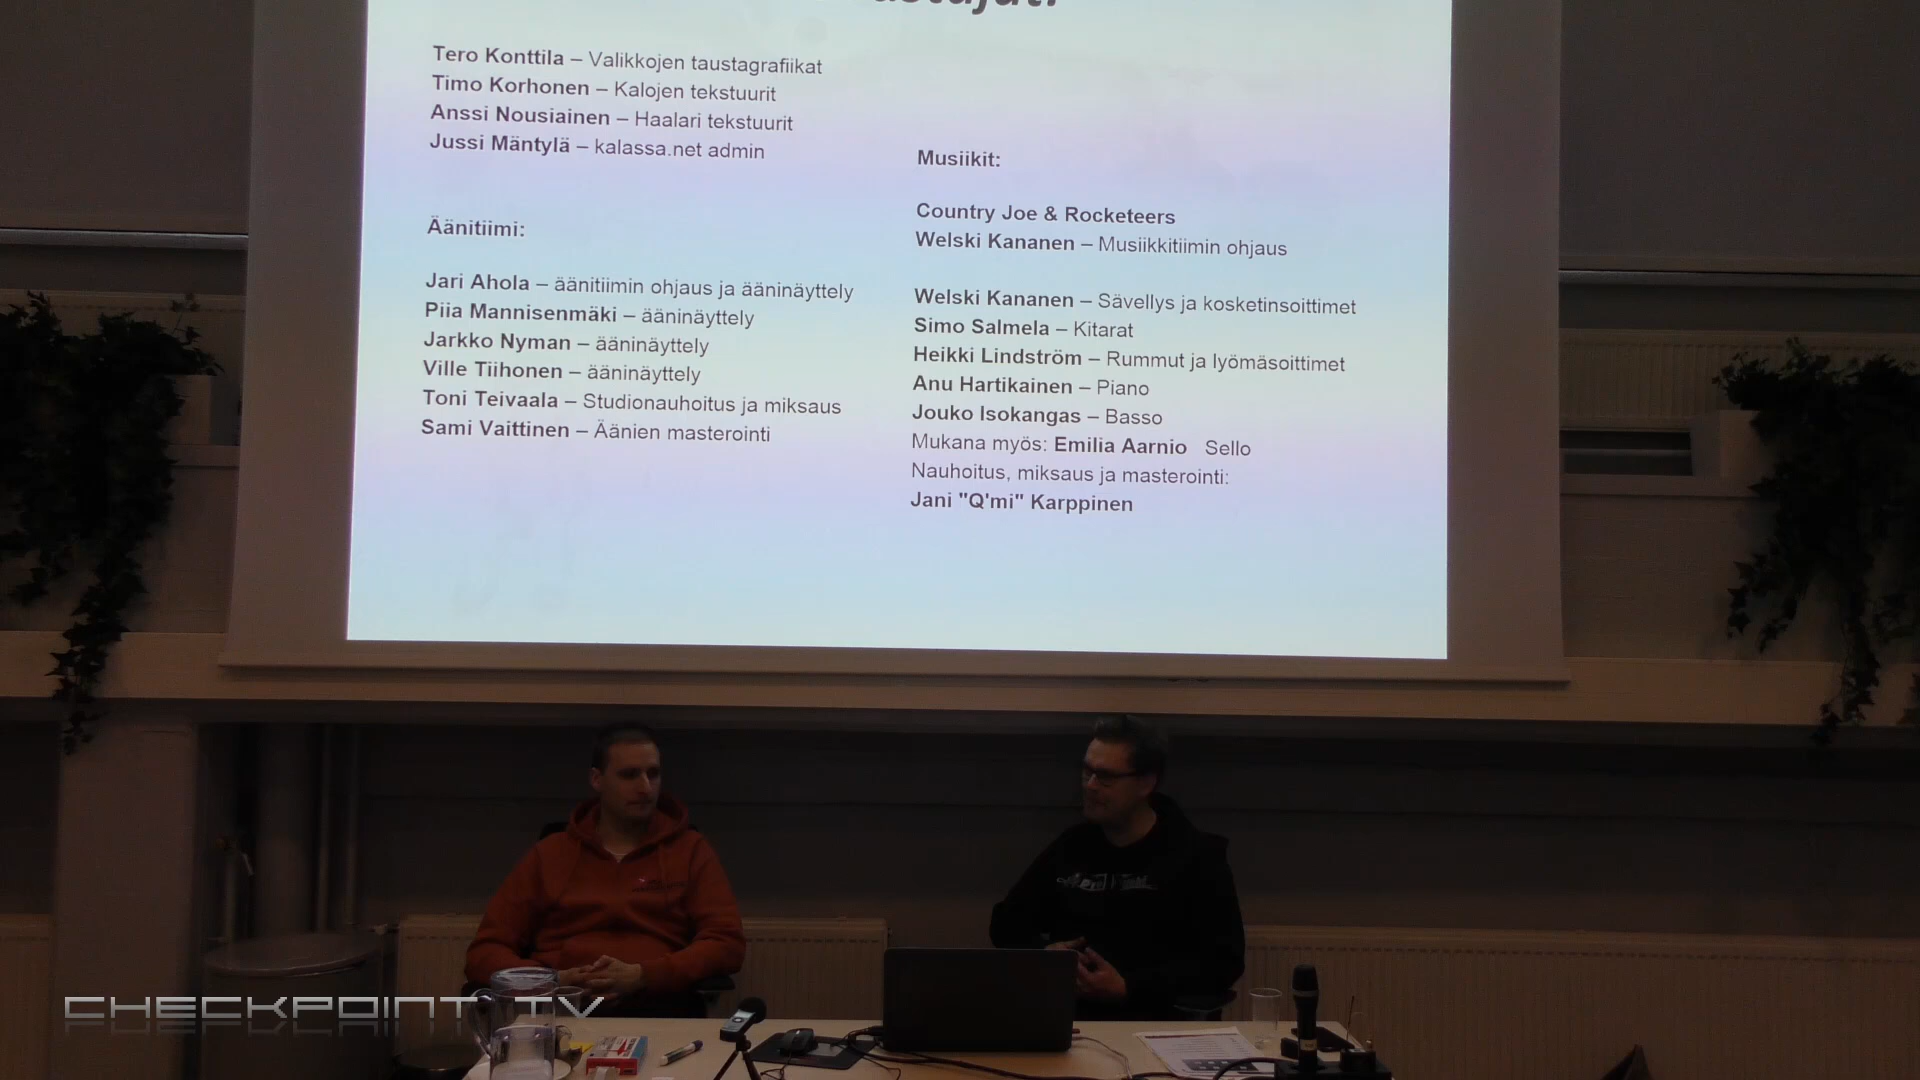 Tero Konttila – Valikkojen taustagrafiikat
Timo Korhonen – Kalojen tekstuurit
Anssi Nousiainen – Haalari tekstuurit
Jussi Mäntylä – kalassa.net admin
Äänitiimi:
Jari Ahola – äänitiimin ohjaus ja ääninäyttely
Piia Mannisenmäki – ääninäyttely
Jarkko Nyman – ääninäyttely
Ville Tiihonen – ääninäyttely
Toni Teivaala – Studionauhoitus ja miksaus
Sami Vaittinen – Äänien masterointi
Musiikit:
Country Joe & Rocketeers
Welski Kananen – Musiikkitiimin ohjaus
Welski Kananen – Sävellys ja kosketinsoittimet
Simo Salmela – Kitarat
Heikki Lindström – Rummut ja lyömäsoittimet
Anu Hartikainen – Piano
Jouko Isokangas – Basso
Mukana myös: Emilia Aarnio Sello
Nauhoitus, miksaus ja masterointi:
Jani "Q'mi" Karppinen
CHECKPOINT TV